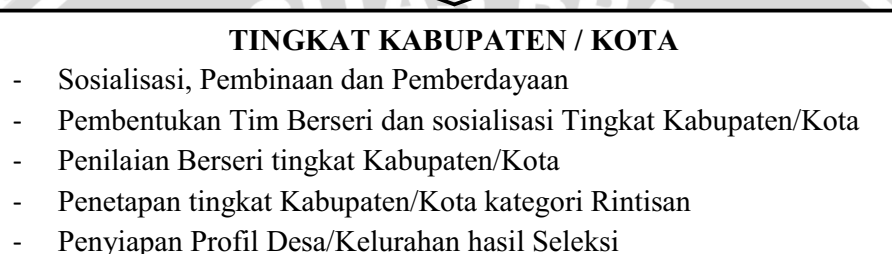 TINGKAT KABUPATEN / KOTA
- Sosialisasi, Pembinaan dan Pemberdayaan
- Pembentukan Tim Berseri dan sosialisasi Tingkat Kabupaten/Kota
- Penilaian Berseri tingkat Kabupaten/Kota
- Penetapan tingkat Kabupaten/Kota kategori Rintisan
- Penyiapan Profil Desa/Kelurahan hasil Seleksi